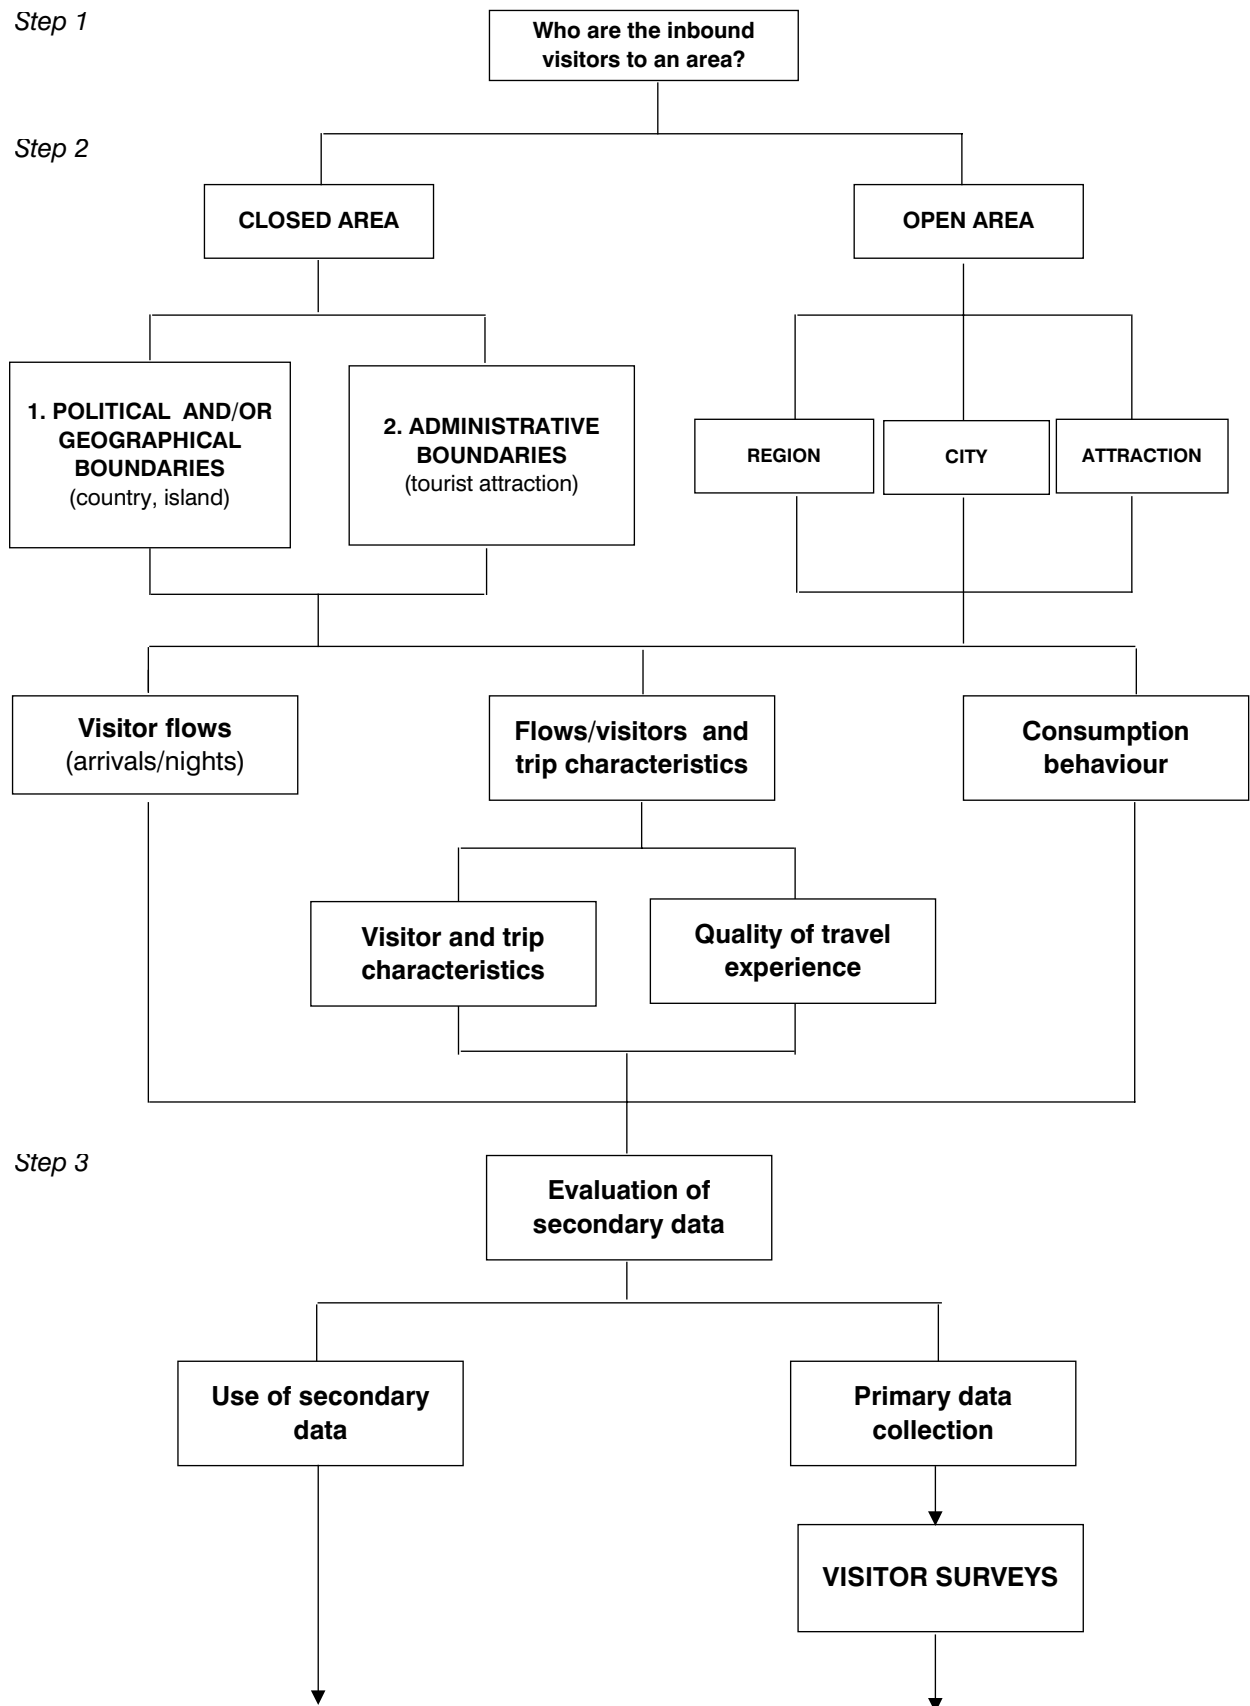 Step 1
Who are the inbound
visitors to an area?
Step 2
CLOSED AREA
OPEN AREA
1. POLITICAL AND/OR
GEOGRAPHICAL
BOUNDARIES
(country, island)
2. ADMINISTRATIVE
BOUNDARIES
(tourist attraction)
REGION
CITY
ATTRACTION
Visitor flows
(arrivals/nights)
Flows/visitors and
trip characteristics
Consumption
behaviour
Visitor and trip
characteristics
Quality of travel
experience
Step 3
Evaluation of
secondary data
Use of secondary
data
Primary data
collection
VISITOR SURVEYS